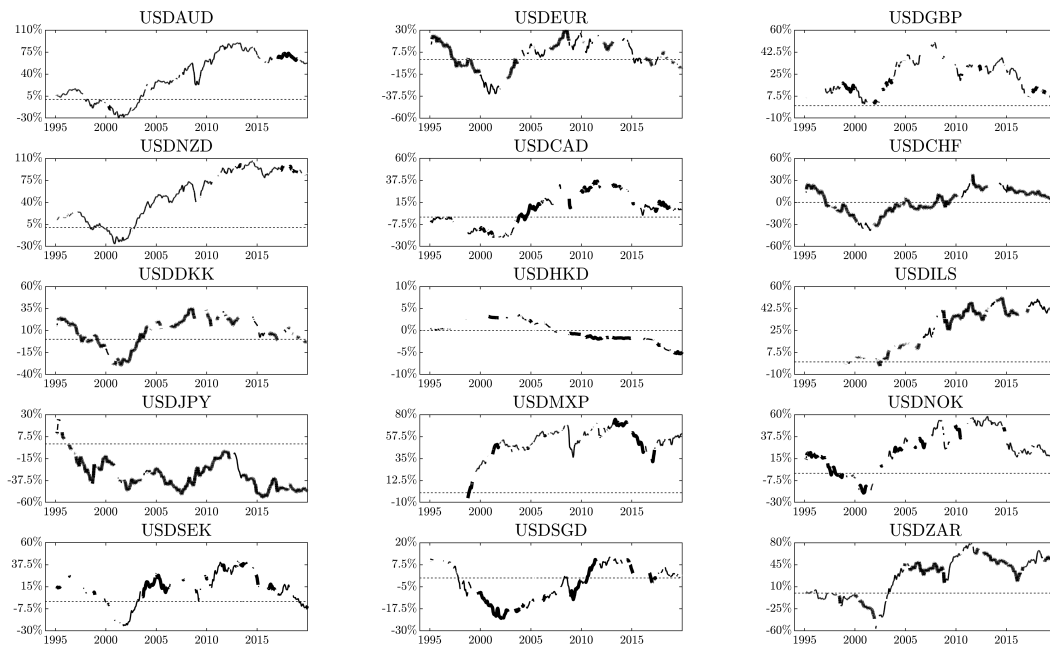 USDAUD
110%
75%
40%
5%
-30%
1995 2000 2005 2010 2015
USDEUR
30%
7.5%
-15%
-37.5%
-60%
1995 2000 2005 2010 2015
USDGBP
60%
42.5%
25%
7.5%
-10%
1995 2000 2005 2010 2015
USDNZD
110%
75%
40%
5%
-30%
1995 2000 2005 2010 2015
USDCAD
60%
37.5%
15%
-7.5%
-30%
1995 2000 2005 2010 2015
USDCHF
60%
30%
0%
-30%
-60%
1995 2000 2005 2010 2015
USDDKK
60%
35%
10%
-15%
-40%
1995 2000 2005 2010 2015
USDHKD
10%
5%
0%
-5%
-10%
1995 2000 2005 2010 2015
USDILS
60%
42.5%
25%
7.5%
-10%
1995 2000 2005 2010 2015
USDJPY
30%
7.5%
-15%
-37.5%
-60%
1995 2000 2005 2010 2015
USDMXP
80%
57.5%
35%
12.5%
-10%
1995 2000 2005 2010 2015
USDNOK
60%
37.5%
15%
-7.5%
-30%
1995 2000 2005 2010 2015
USDSEK
60%
37.5%
15%
-7.5%
-30%
1995 2000 2005 2010 2015
USDSGD
20%
7.5%
-5%
-17.5%
-30%
1995 2000 2005 2010 2015
USDZAR
80%
45%
10%
-25%
-60%
1995 2000 2005 2010 2015